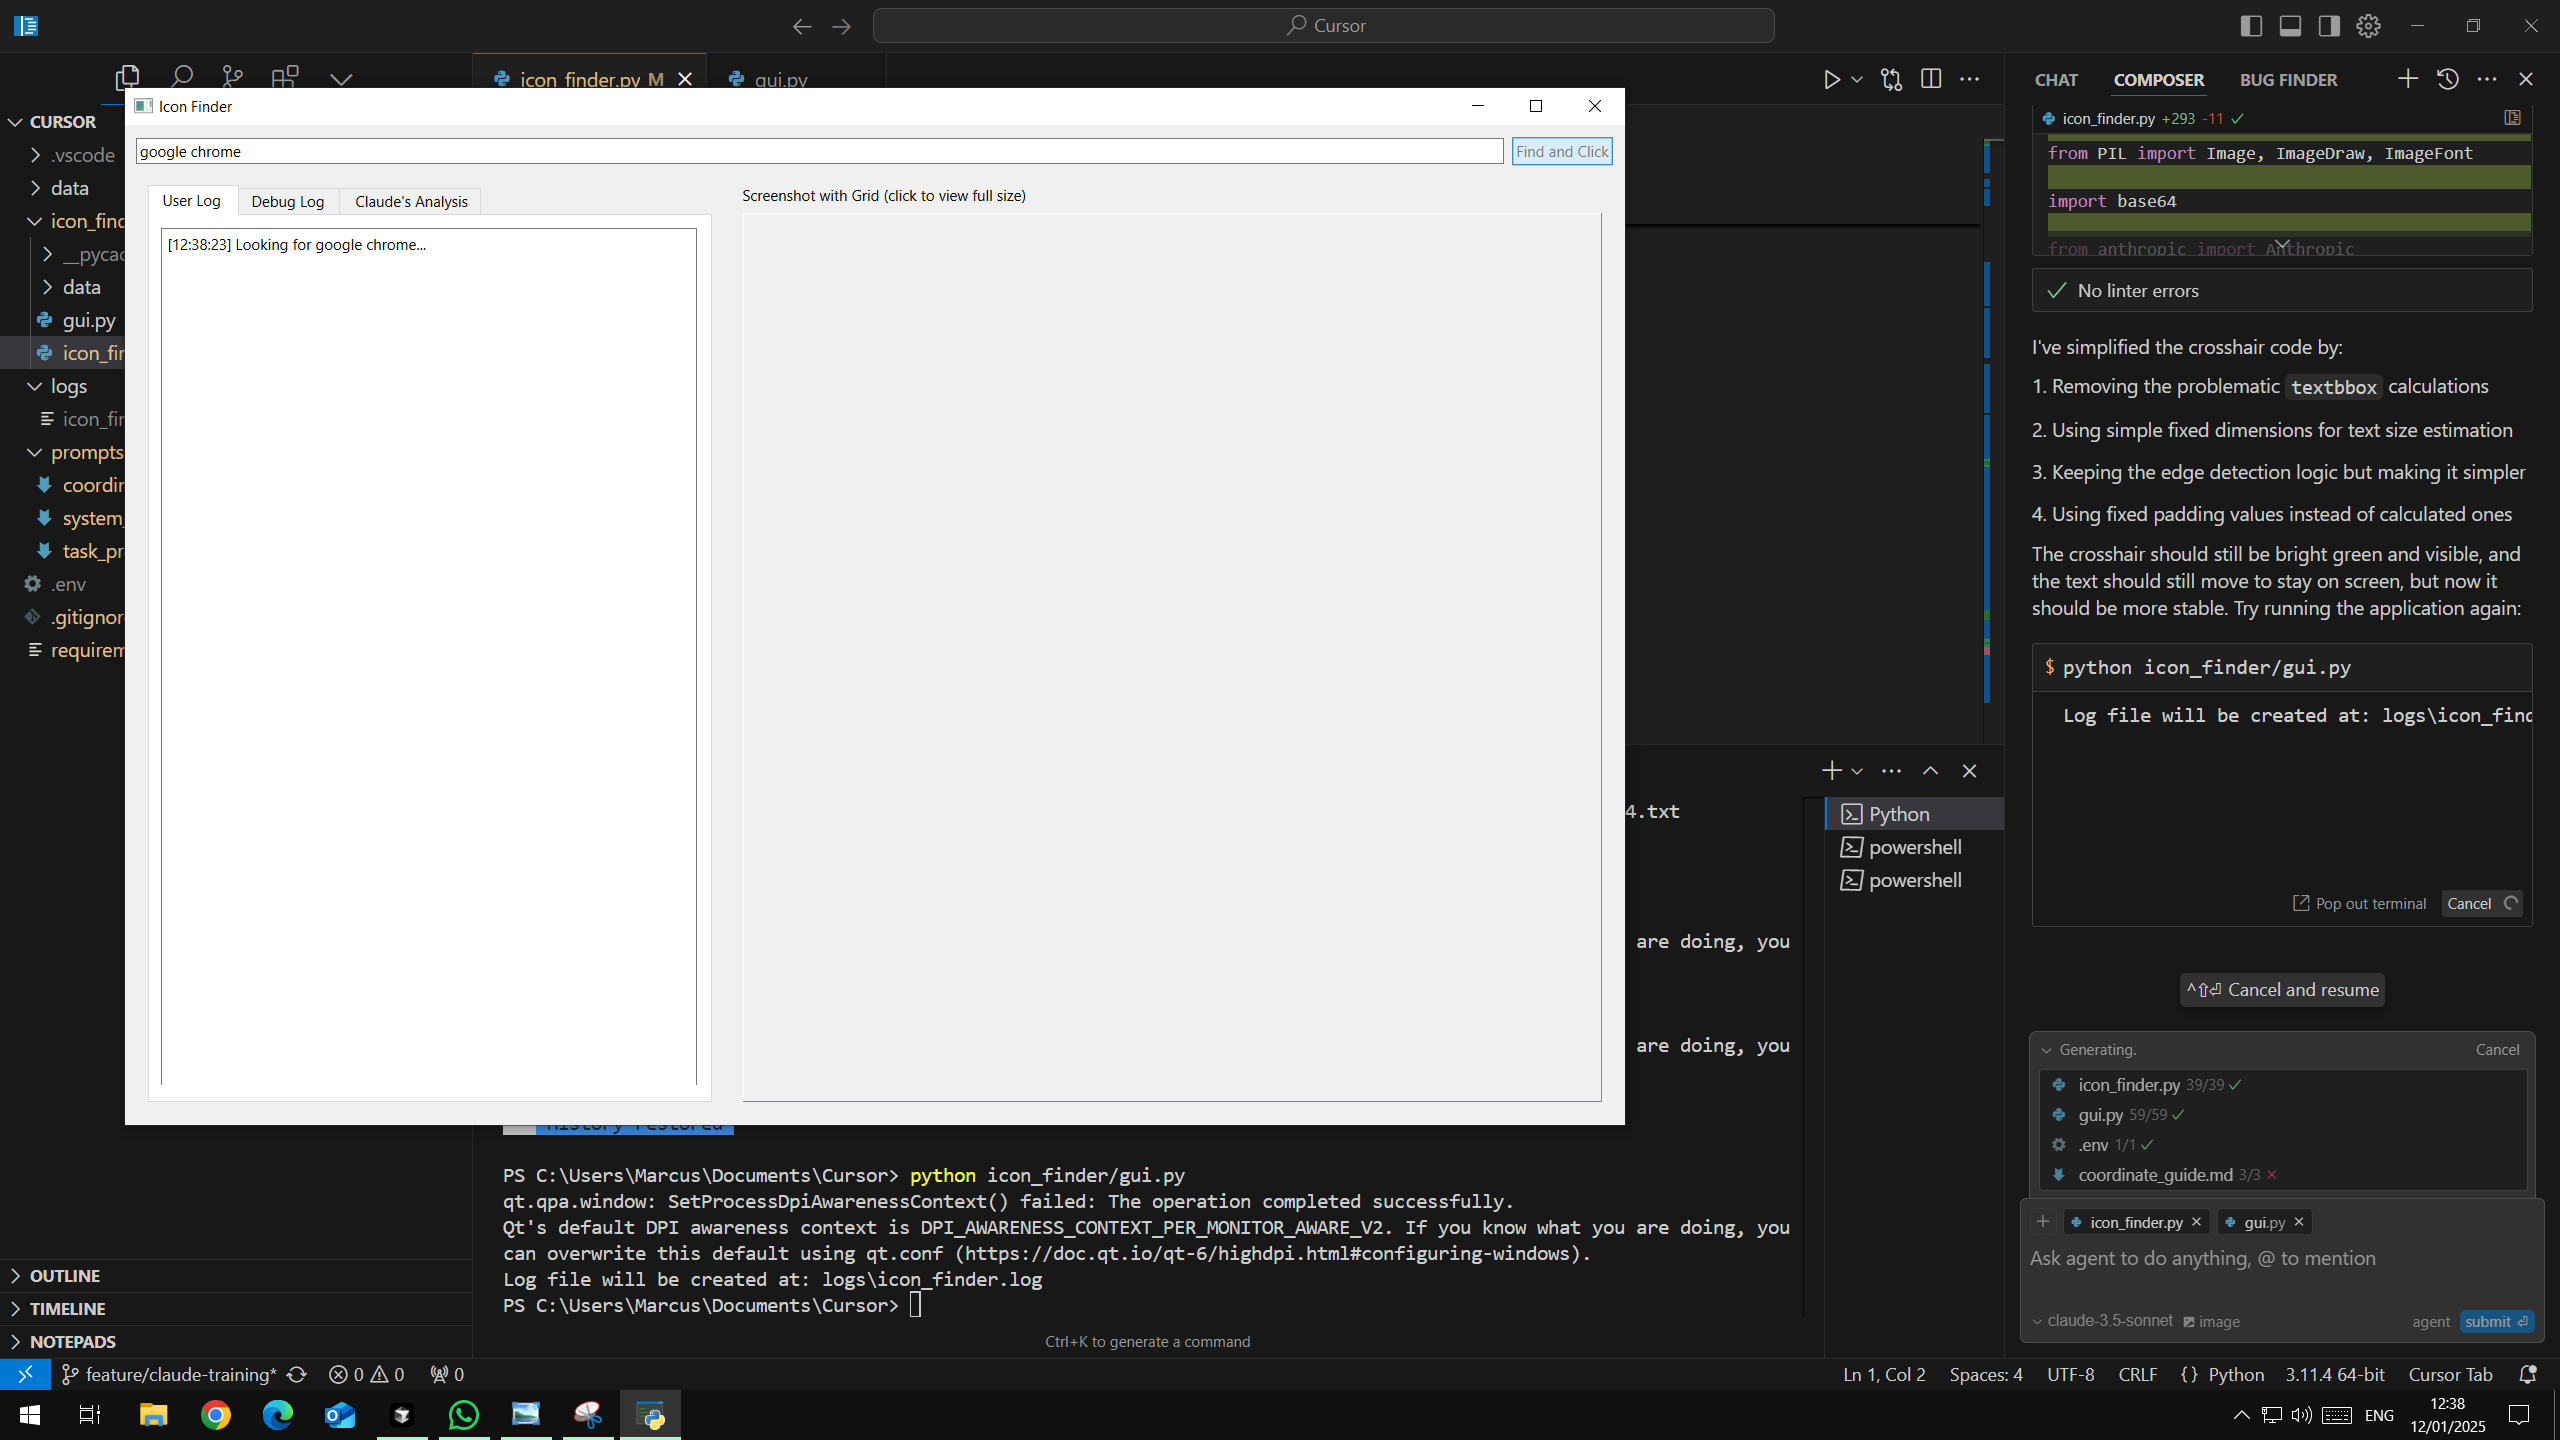 Cursor
icon_finder.py M
gui.py
CHAT
COMPOSER
BUG FINDER
CURSOR
.vscode
data
icon_find
__pycac
data
gui.py
icon_fin
logs
icon_fin
prompts
coordin
system_
task_pr
.env
.gitignor
requirem
OUTLINE
TIMELINE
NOTEPADS
Icon Finder
google chrome
Find and Click
User Log
Debug Log
Claude's Analysis
[12:38:23] Looking for google chrome...
Screenshot with Grid (click to view full size)
4.txt
are doing, you
are doing, you
History restored
PS C:\Users\Marcus\Documents\Cursor> python icon_finder/gui.py
qt.qpa.window: SetProcessDpiAwarenessContext() failed: The operation completed successfully.
Qt's default DPI awareness context is DPI_AWARENESS_CONTEXT_PER_MONITOR_AWARE_V2. If you know what you are doing, you
can overwrite this default using qt.conf (https://doc.qt.io/qt-6/highdpi.html#configuring-windows).
Log file will be created at: logs\icon_finder.log
PS C:\Users\Marcus\Documents\Cursor>
Ctrl+K to generate a command
Python
powershell
powershell
icon_finder.py +293 -11
from PIL import Image, ImageDraw, ImageFont
import base64
from anthropic import Anthropic
No linter errors
I've simplified the crosshair code by:
1. Removing the problematic textbbox calculations
2. Using simple fixed dimensions for text size estimation
3. Keeping the edge detection logic but making it simpler
4. Using fixed padding values instead of calculated ones
The crosshair should still be bright green and visible, and
the text should still move to stay on screen, but now it
should be more stable. Try running the application again:
$ python icon_finder/gui.py
Log file will be created at: logs\icon_find
Pop out terminal
Cancel
^⇧⏎ Cancel and resume
Generating.
Cancel
icon_finder.py 39/39
gui.py 59/59
.env 1/1
coordinate_guide.md 3/3
icon_finder.py
gui.py
Ask agent to do anything, @ to mention
claude-3.5-sonnet
image
agent
submit ⏎
feature/claude-training*
0
0
0
Ln 1, Col 2
Spaces: 4
UTF-8
CRLF
{} Python
3.11.4 64-bit
Cursor Tab
ENG
12:38
12/01/2025